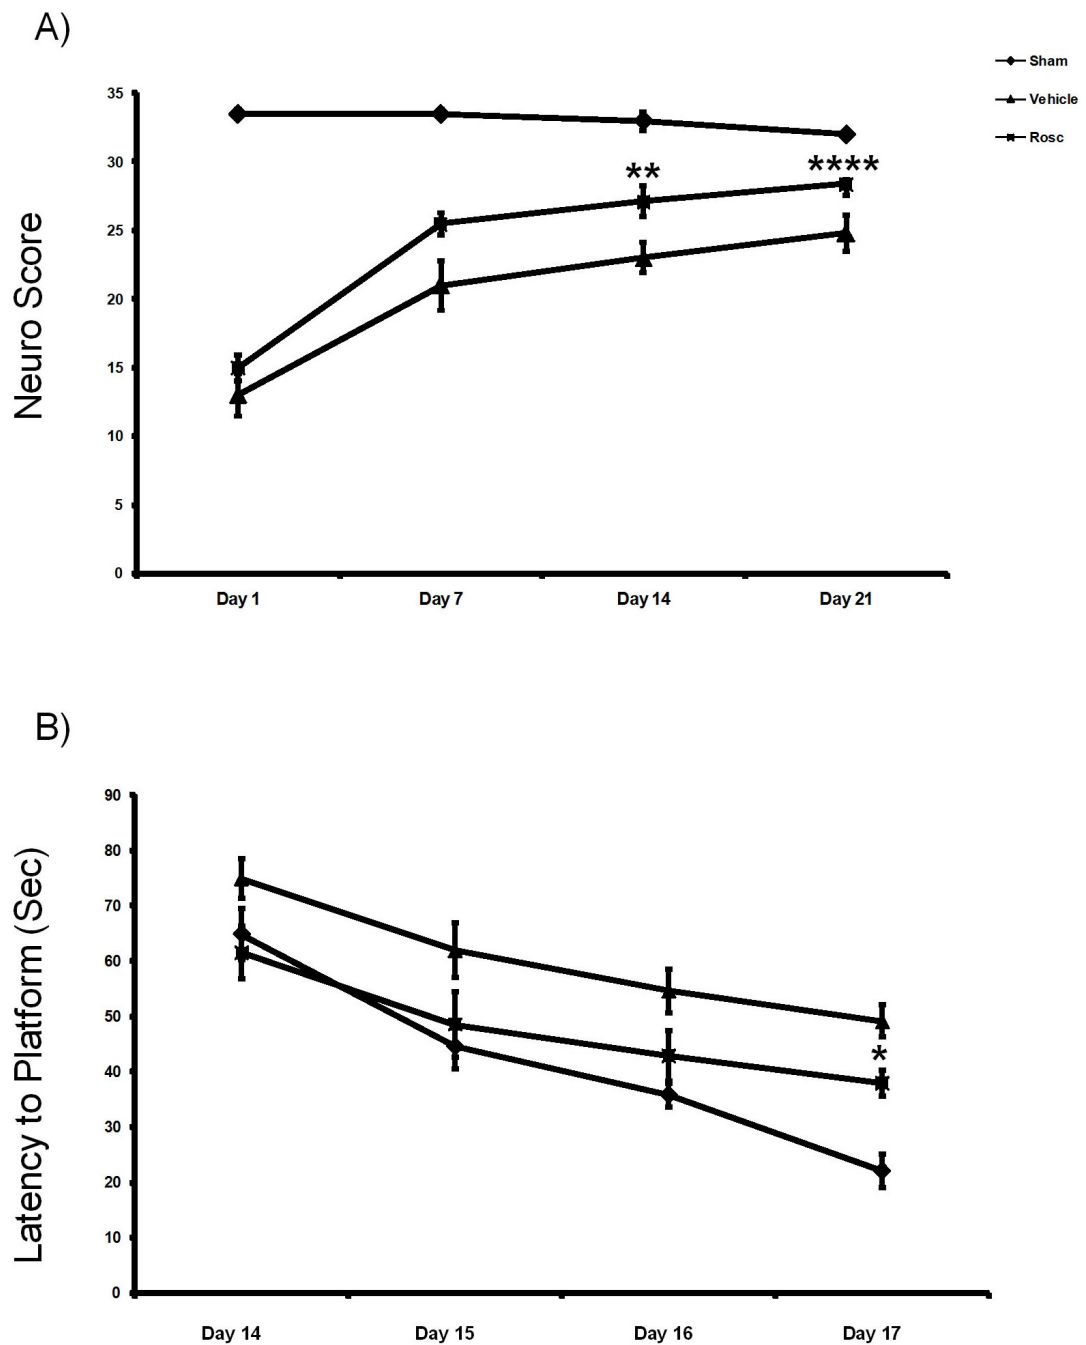 A)
Sham
Vehicle
Rosc
Neuro Score
35
30
25
20
15
10
5
0
**
****
Day 1 Day 7 Day 14 Day 21
B)
Latency to Platform (Sec)
90
80
70
60
50
40
30
20
10
0
*
Day 14 Day 15 Day 16 Day 17